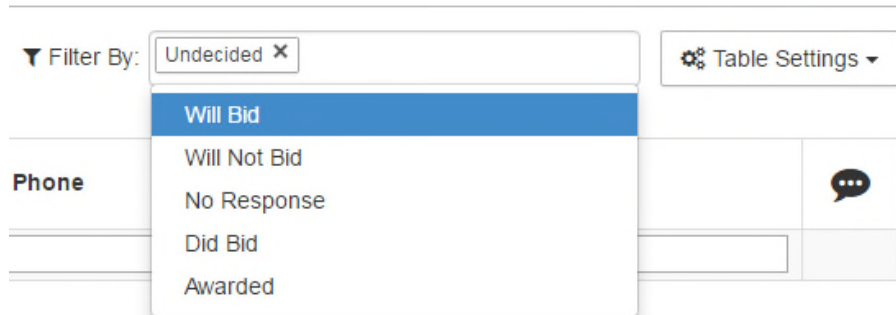 Filter By: Undecided × Table Settings
Will Bid
Will Not Bid
Phone
No Response
Did Bid
Awarded